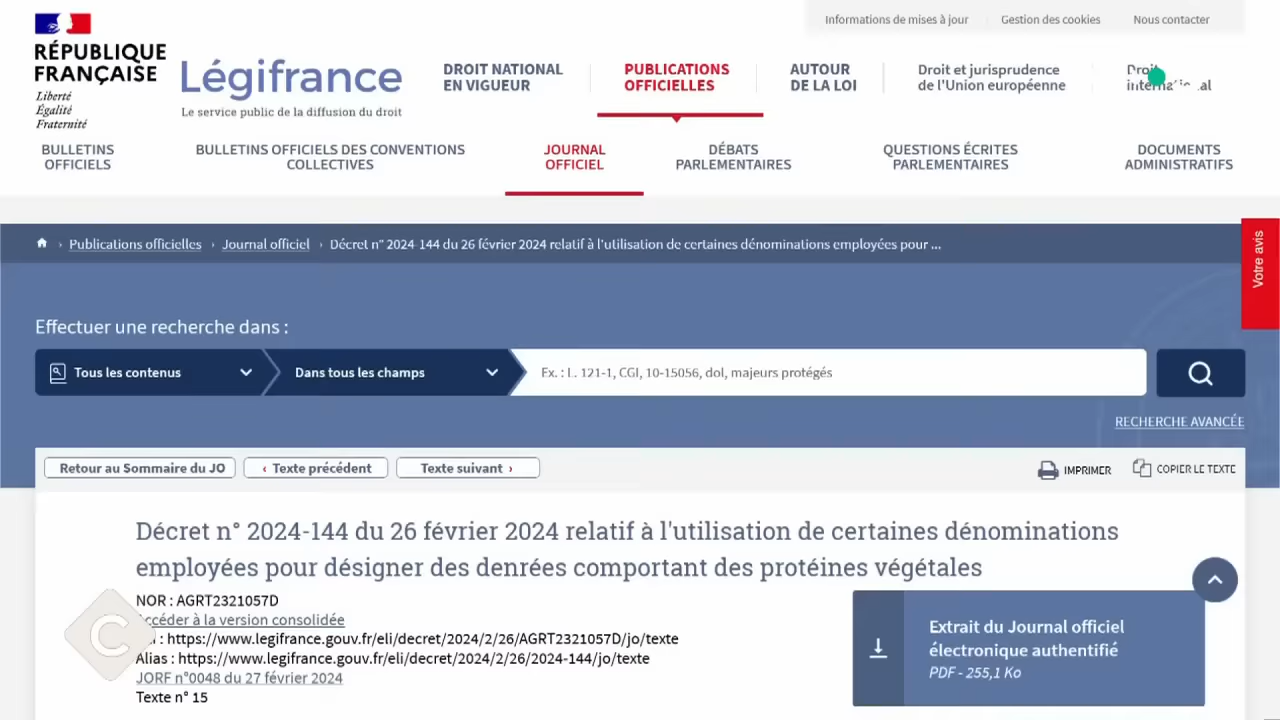 Informations de mises à jour
Gestion des cookies
Nous contacter
RÉPUBLIQUE
FRANÇAISE
Liberté
Égalité
Fraternité
Légifrance
Le service public de la diffusion du droit
DROIT NATIONAL
EN VIGUEUR
PUBLICATIONS
OFFICIELLES
AUTOUR
DE LA LOI
Droit et jurisprudence
de l'Union européenne
BULLETINS
OFFICIELS
BULLETINS OFFICIELS DES CONVENTIONS
COLLECTIVES
JOURNAL
OFFICIEL
DÉBATS
PARLEMENTAIRES
QUESTIONS ÉCRITES
PARLEMENTAIRES
DOCUMENTS
ADMINISTRATIFS
Publications officielles › Journal officiel › Décret n° 2024-144 du 26 février 2024 relatif à l'utilisation de certaines dénominations employées pour ...
Votre avis
Effectuer une recherche dans :
Tous les contenus
Dans tous les champs
Ex. : L. 121-1, CGI, 10-15056, dol, majeurs protégés
RECHERCHE AVANCÉE
Retour au Sommaire du JO
‹ Texte précédent
Texte suivant ›
IMPRIMER
COPIER LE TEXTE
Décret n° 2024-144 du 26 février 2024 relatif à l'utilisation de certaines dénominations
employées pour désigner des denrées comportant des protéines végétales
NOR : AGRT2321057D
à la version consolidée
: https://www.legifrance.gouv.fr/eli/decret/2024/2/26/AGRT2321057D/jo/texte
Alias : https://www.legifrance.gouv.fr/eli/decret/2024/2/26/2024-144/jo/texte
JORF n°0048 du 27 février 2024
Texte n° 15
Extrait du Journal officiel
électronique authentifié
PDF - 255,1 Ko
C